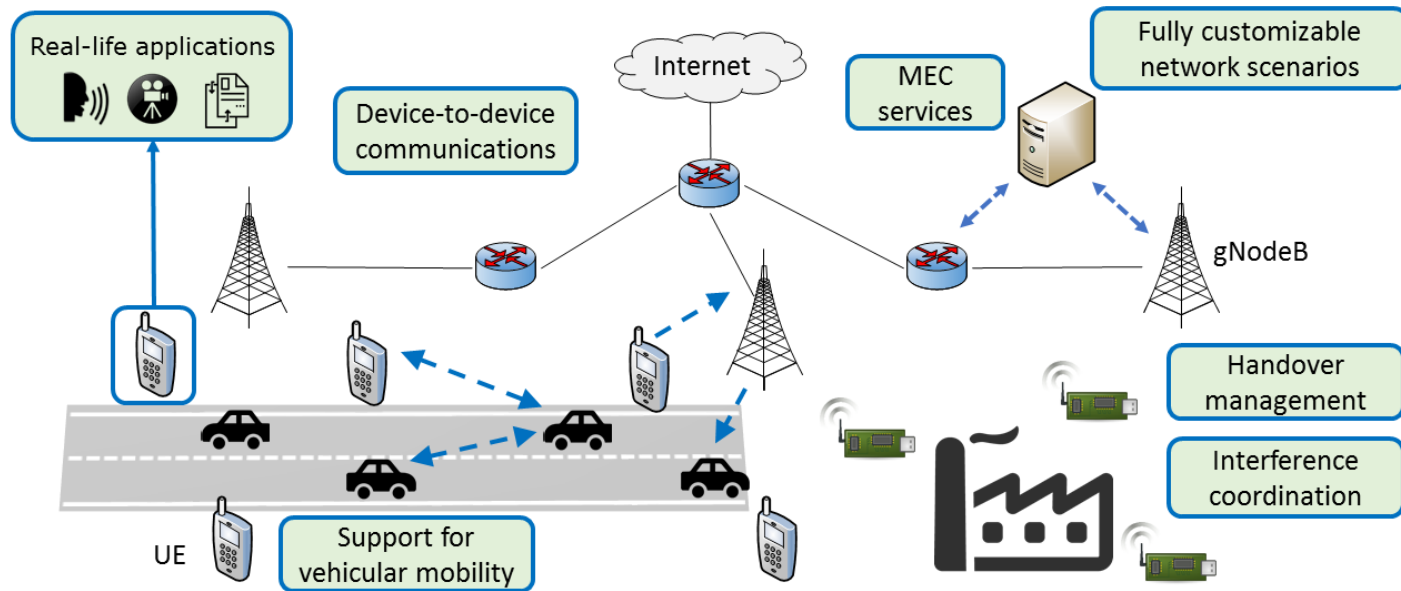 Real-life applications
Internet
Fully customizable
network scenarios
MEC
services
Device-to-device
communications
gNodeB
Handover
management
Interference
coordination
UE
Support for
vehicular mobility